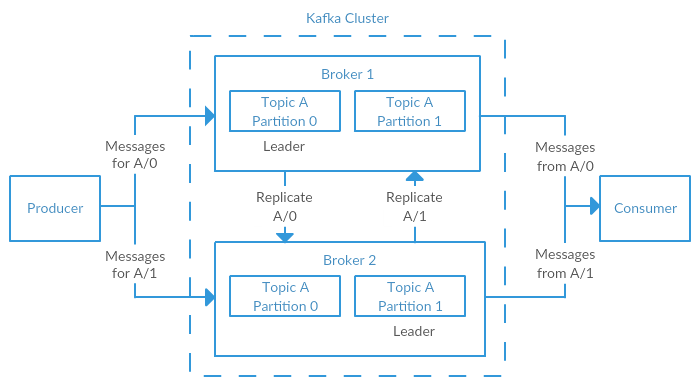 Kafka Cluster
Broker 1
Topic A
Partition 0
Topic A
Partition 1
Leader
Messages
for A/0
Messages
from A/0
Replicate
A/0
Replicate
A/1
Producer
Consumer
Messages
for A/1
Messages
from A/1
Broker 2
Topic A
Partition 0
Topic A
Partition 1
Leader